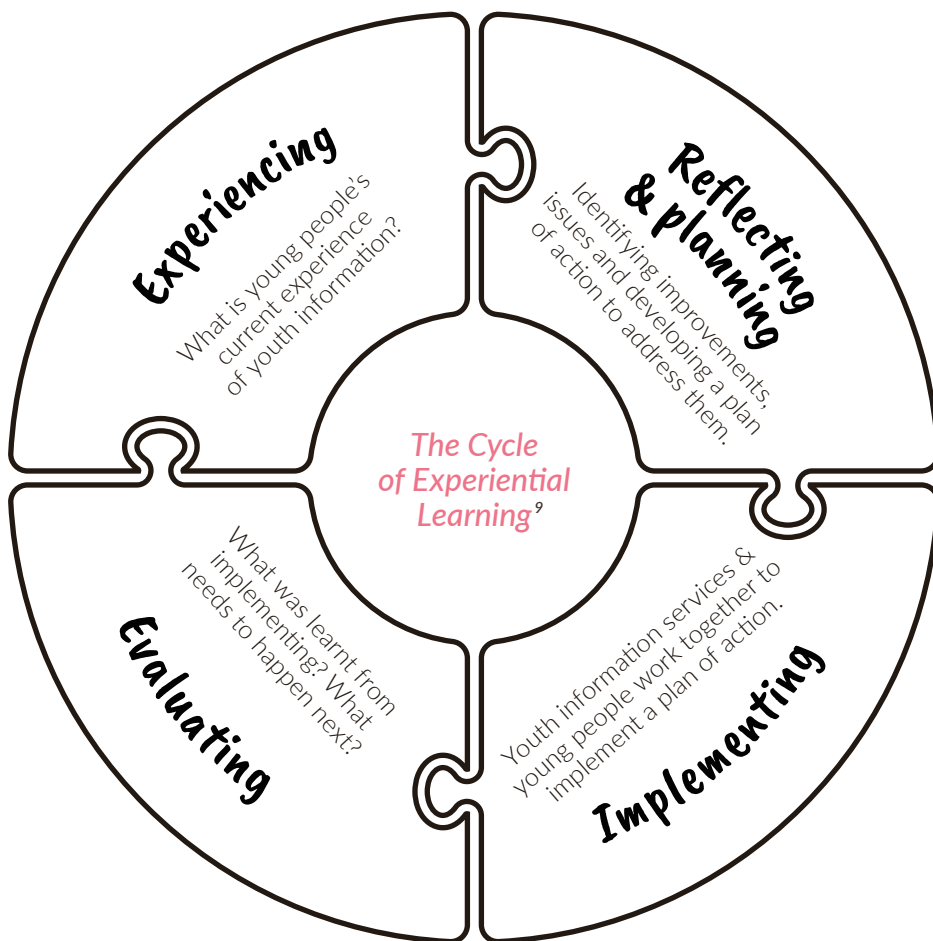 Experiencing
What is young people's
current experience
of youth information?
Reflecting
& planning
Identifying improvements,
issues and developing a plan
of action to address them.
The Cycle
of Experiential
Learning⁹
Evaluating
What was learnt from
implementing? What
needs to happen next?
Youth information services &
young people work together to
implement a plan of action.
Implementing